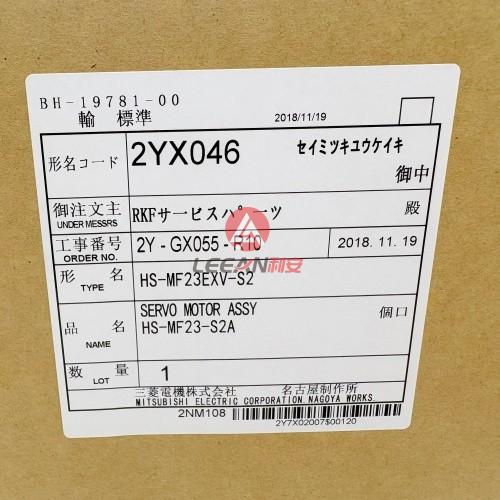 BH-19781-00
輸 標準
2018/11/19
形名コード 2YX046 セイミツキユウケイキ
御中
御注文主 RKFサービスパーツ 殿
UNDER MESSRS
工事番号 2Y-GX055-R10 2018.11.19
ORDER NO.
LEEAN利安
形 HS-MF23EXV-S2
TYPE
SERVO MOTOR ASSY
品名 HS-MF23-S2A 個口
NAME
数量 1
LOT
三菱電機株式会社 名古屋制作所
MITSUBISHI ELECTRIC CORPORATION.NAGOYA WORKS.
2NM108
2Y7X02007S00120